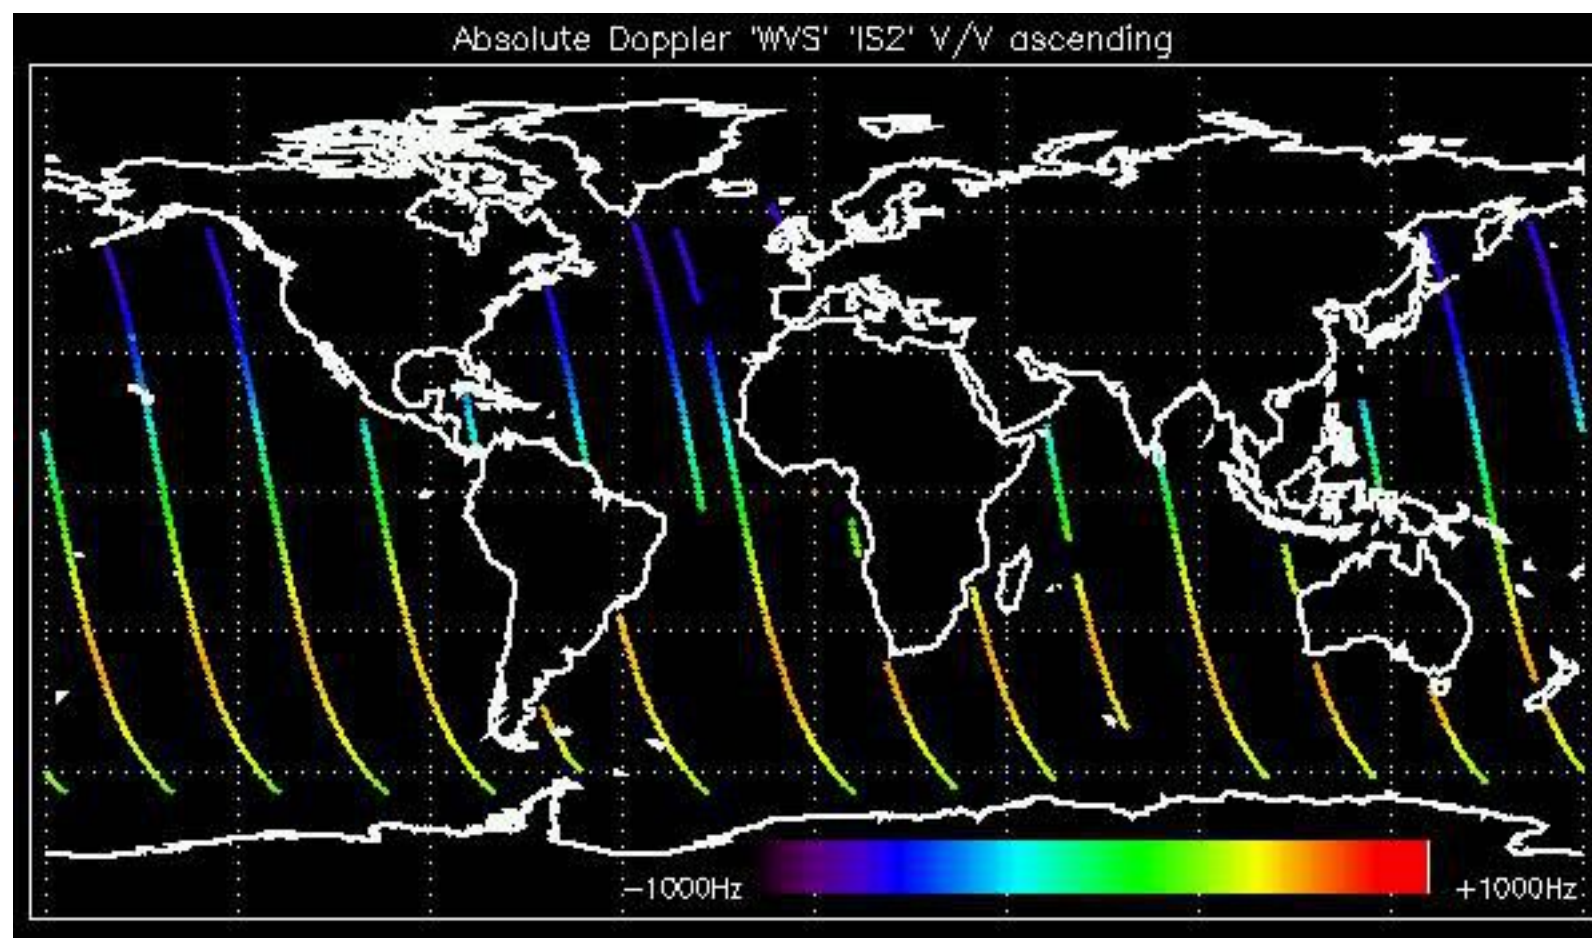 Absolute Doppler 'WVS' 'IS2' V/V ascending
-1000Hz +1000Hz